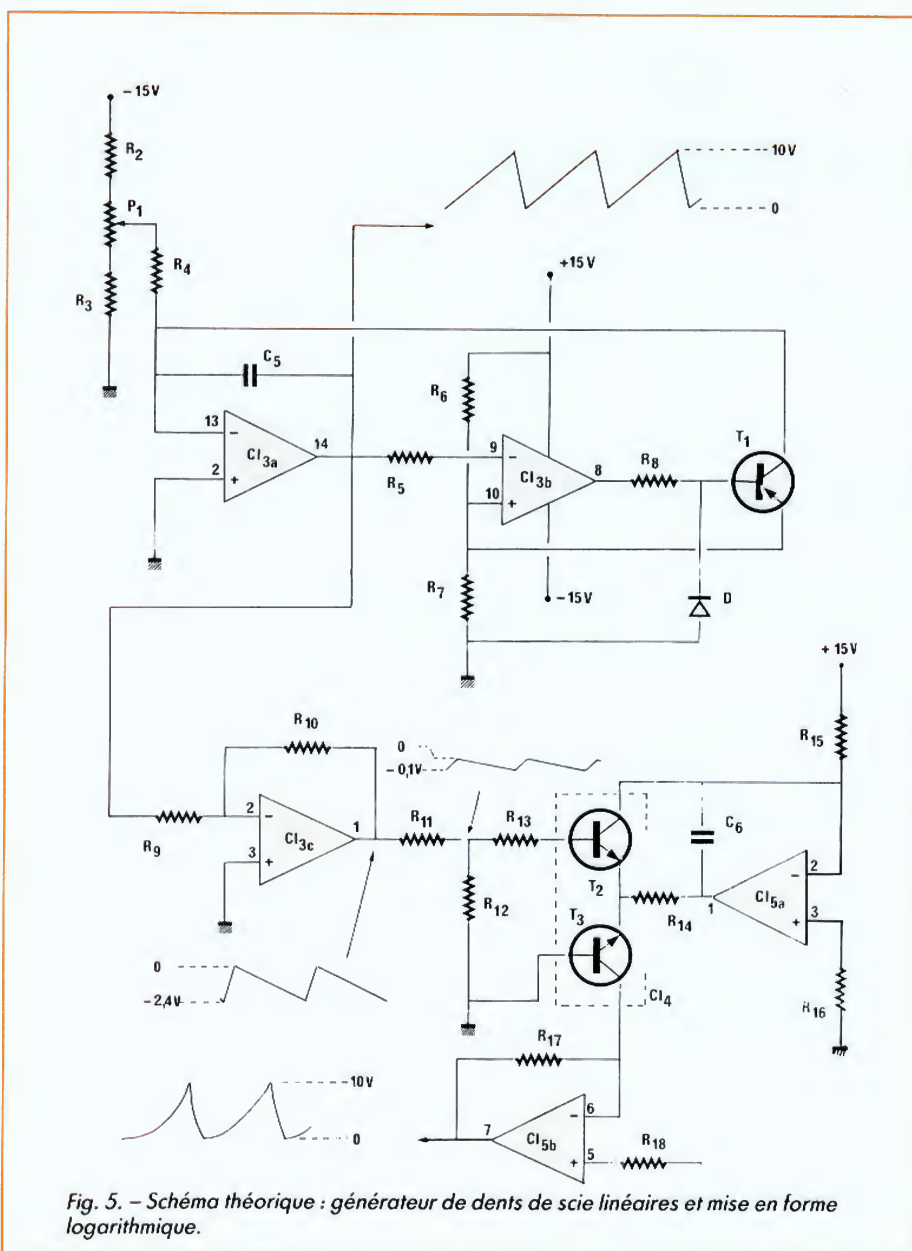 – 15V
R2
P1
R4
R3
C5
13
2
–
+
CI3a
14
R5
10V
0
+15V
R6
9
10
–
+
CI3b
8
R8
T1
R7
–15V
D
+ 15V
R15
R10
0
– 0,1V
R9
2
3
–
+
CI3c
1
R11
R13
R12
T2
T3
C6
R14
1
CI5a
–
+
2
3
CI4
R16
0
–2,4V
R17
10V
0
7
CI5b
–
+
6
5
R18
Fig. 5. – Schéma théorique : générateur de dents de scie linéaires et mise en forme
logarithmique.